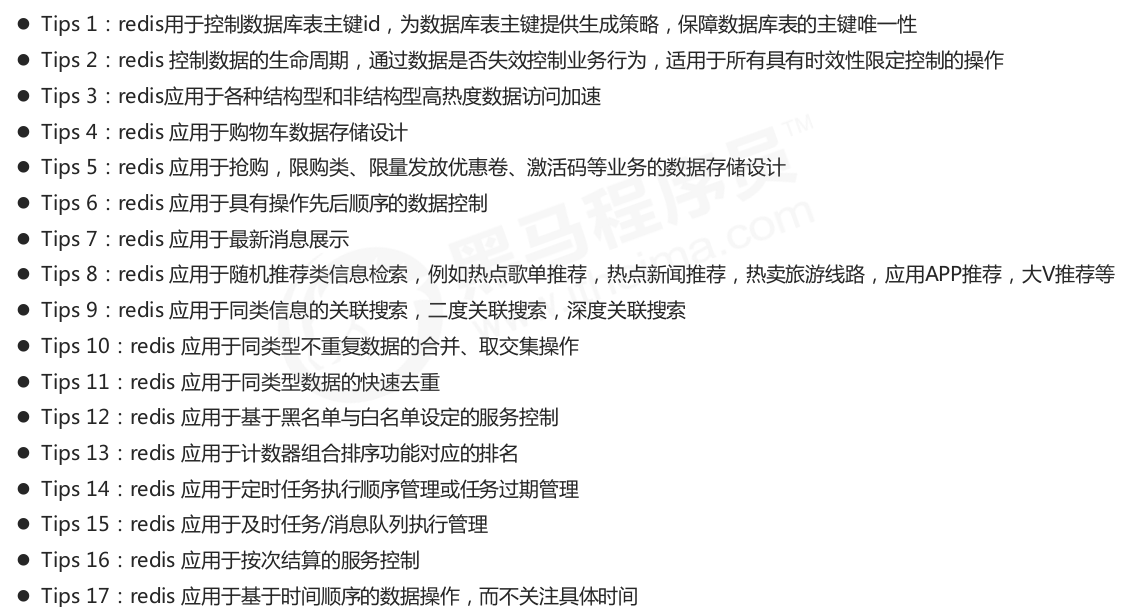 ● Tips 1：redis用于控制数据库表主键id，为数据库表主键提供生成策略，保障数据库表的主键唯一性
● Tips 2：redis 控制数据的生命周期，通过数据是否失效控制业务行为，适用于所有具有时效性限定控制的操作
● Tips 3：redis应用于各种结构型和非结构型高热度数据访问加速
● Tips 4：redis 应用于购物车数据存储设计
● Tips 5：redis 应用于抢购，限购类、限量发放优惠卷、激活码等业务的数据存储设计
● Tips 6：redis 应用于具有操作先后顺序的数据控制
● Tips 7：redis 应用于最新消息展示
● Tips 8：redis 应用于随机推荐类信息检索，例如热点歌单推荐，热点新闻推荐，热卖旅游线路，应用APP推荐，大V推荐等
● Tips 9：redis 应用于同类信息的关联搜索，二度关联搜索，深度关联搜索
● Tips 10：redis 应用于同类型不重复数据的合并、取交集操作
● Tips 11：redis 应用于同类型数据的快速去重
● Tips 12：redis 应用于基于黑名单与白名单设定的服务控制
● Tips 13：redis 应用于计数器组合排序功能对应的排名
● Tips 14：redis 应用于定时任务执行顺序管理或任务过期管理
● Tips 15：redis 应用于及时任务/消息队列执行管理
● Tips 16：redis 应用于按次结算的服务控制
● Tips 17：redis 应用于基于时间顺序的数据操作，而不关注具体时间
黑马程序员™
www.itheima.com